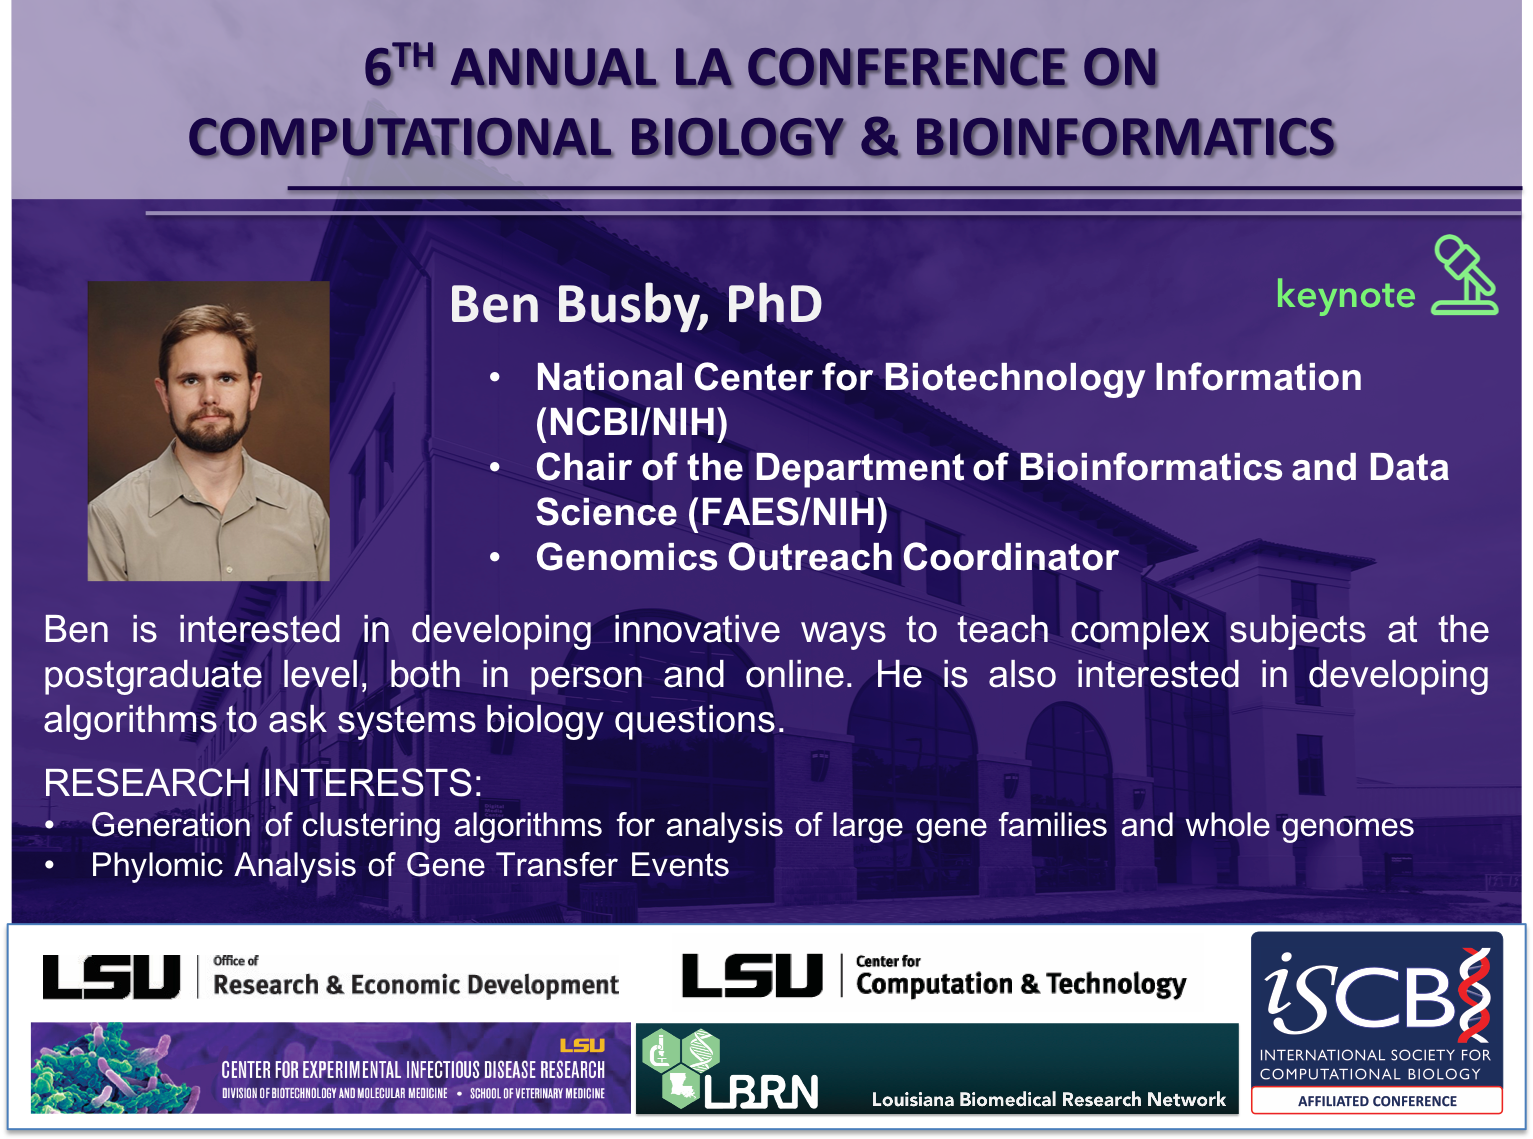 6TH ANNUAL LA CONFERENCE ON
COMPUTATIONAL BIOLOGY & BIOINFORMATICS
keynote
Ben Busby, PhD
• National Center for Biotechnology Information
(NCBI/NIH)
• Chair of the Department of Bioinformatics and Data
Science (FAES/NIH)
• Genomics Outreach Coordinator
Ben is interested in developing innovative ways to teach complex subjects at the
postgraduate level, both in person and online. He is also interested in developing
algorithms to ask systems biology questions.
RESEARCH INTERESTS:
• Generation of clustering algorithms for analysis of large gene families and whole genomes
• Phylomic Analysis of Gene Transfer Events
LSU
Office of
Research & Economic Development
LSU
Center for
Computation & Technology
LSU
CENTER FOR EXPERIMENTAL INFECTIOUS DISEASE RESEARCH
DIVISION OF BIOTECHNOLOGY AND MOLECULAR MEDICINE • SCHOOL OF VETERINARY MEDICINE
LBRN
Louisiana Biomedical Research Network
iSCB
INTERNATIONAL SOCIETY FOR
COMPUTATIONAL BIOLOGY
AFFILIATED CONFERENCE